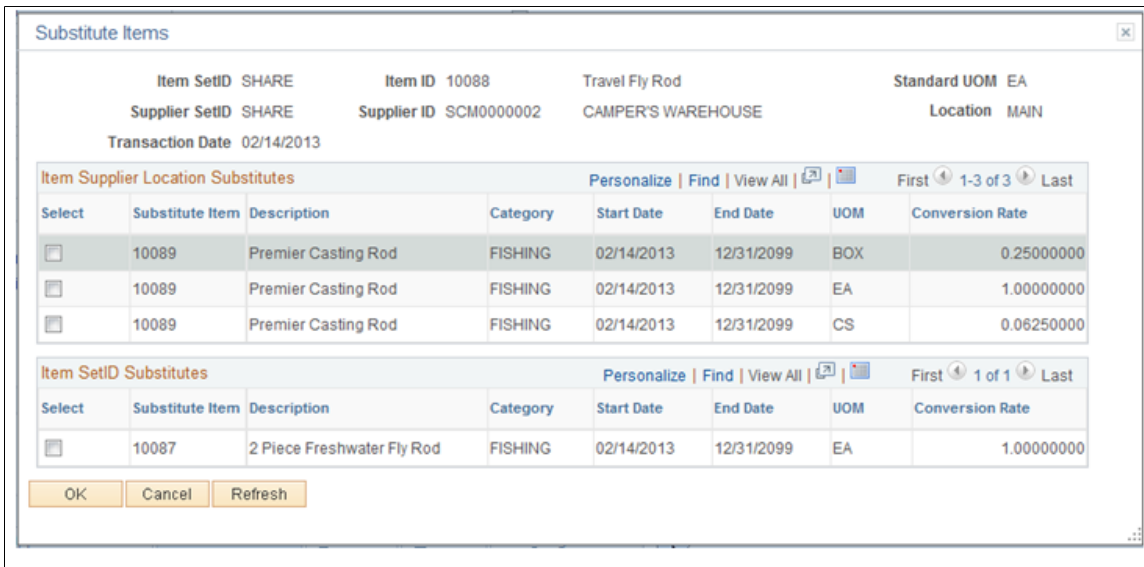 Substitute Items
Item SetID SHARE Item ID 10088 Travel Fly Rod Standard UOM EA
Supplier SetID SHARE Supplier ID SCM0000002 CAMPER'S WAREHOUSE Location MAIN
Transaction Date 02/14/2013
Item Supplier Location Substitutes Personalize | Find | View All | | First 1-3 of 3 Last
Select Substitute Item Description Category Start Date End Date UOM Conversion Rate
10089 Premier Casting Rod FISHING 02/14/2013 12/31/2099 BOX 0.25000000
10089 Premier Casting Rod FISHING 02/14/2013 12/31/2099 EA 1.00000000
10089 Premier Casting Rod FISHING 02/14/2013 12/31/2099 CS 0.06250000
Item SetID Substitutes Personalize | Find | View All | | First 1 of 1 Last
Select Substitute Item Description Category Start Date End Date UOM Conversion Rate
10087 2 Piece Freshwater Fly Rod FISHING 02/14/2013 12/31/2099 EA 1.00000000
OK Cancel Refresh